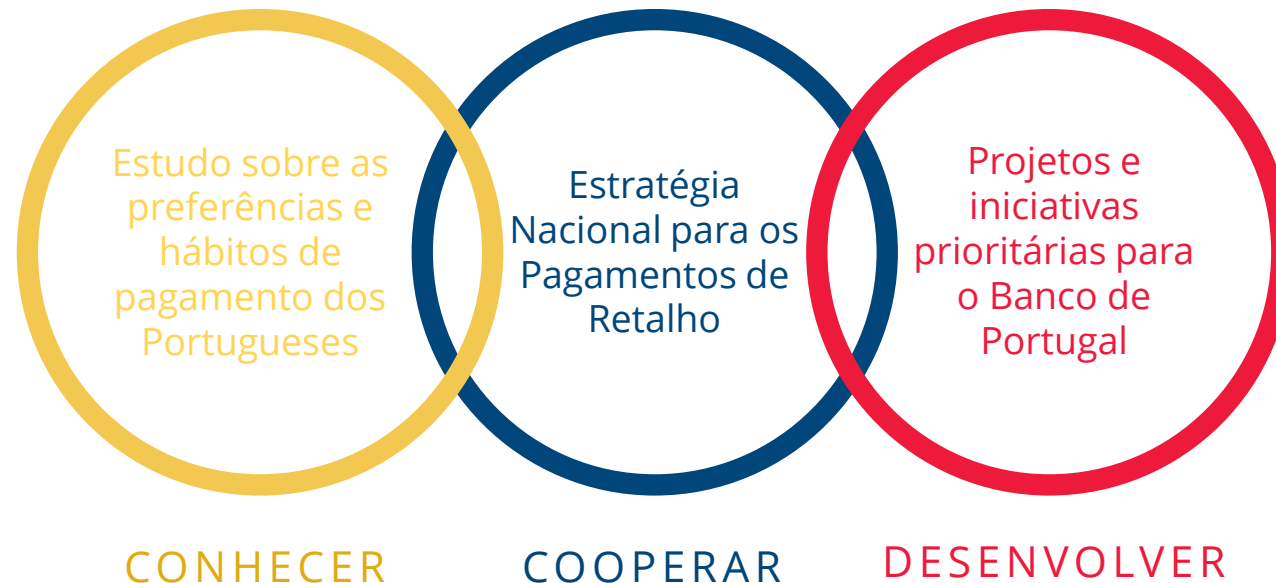 Estudo sobre as
preferências e
hábitos de
pagamento dos
Portugueses
Estratégia
Nacional para os
Pagamentos de
Retalho
Projetos e
iniciativas
prioritárias para
o Banco de
Portugal
CONHECER
COOPERAR
DESENVOLVER